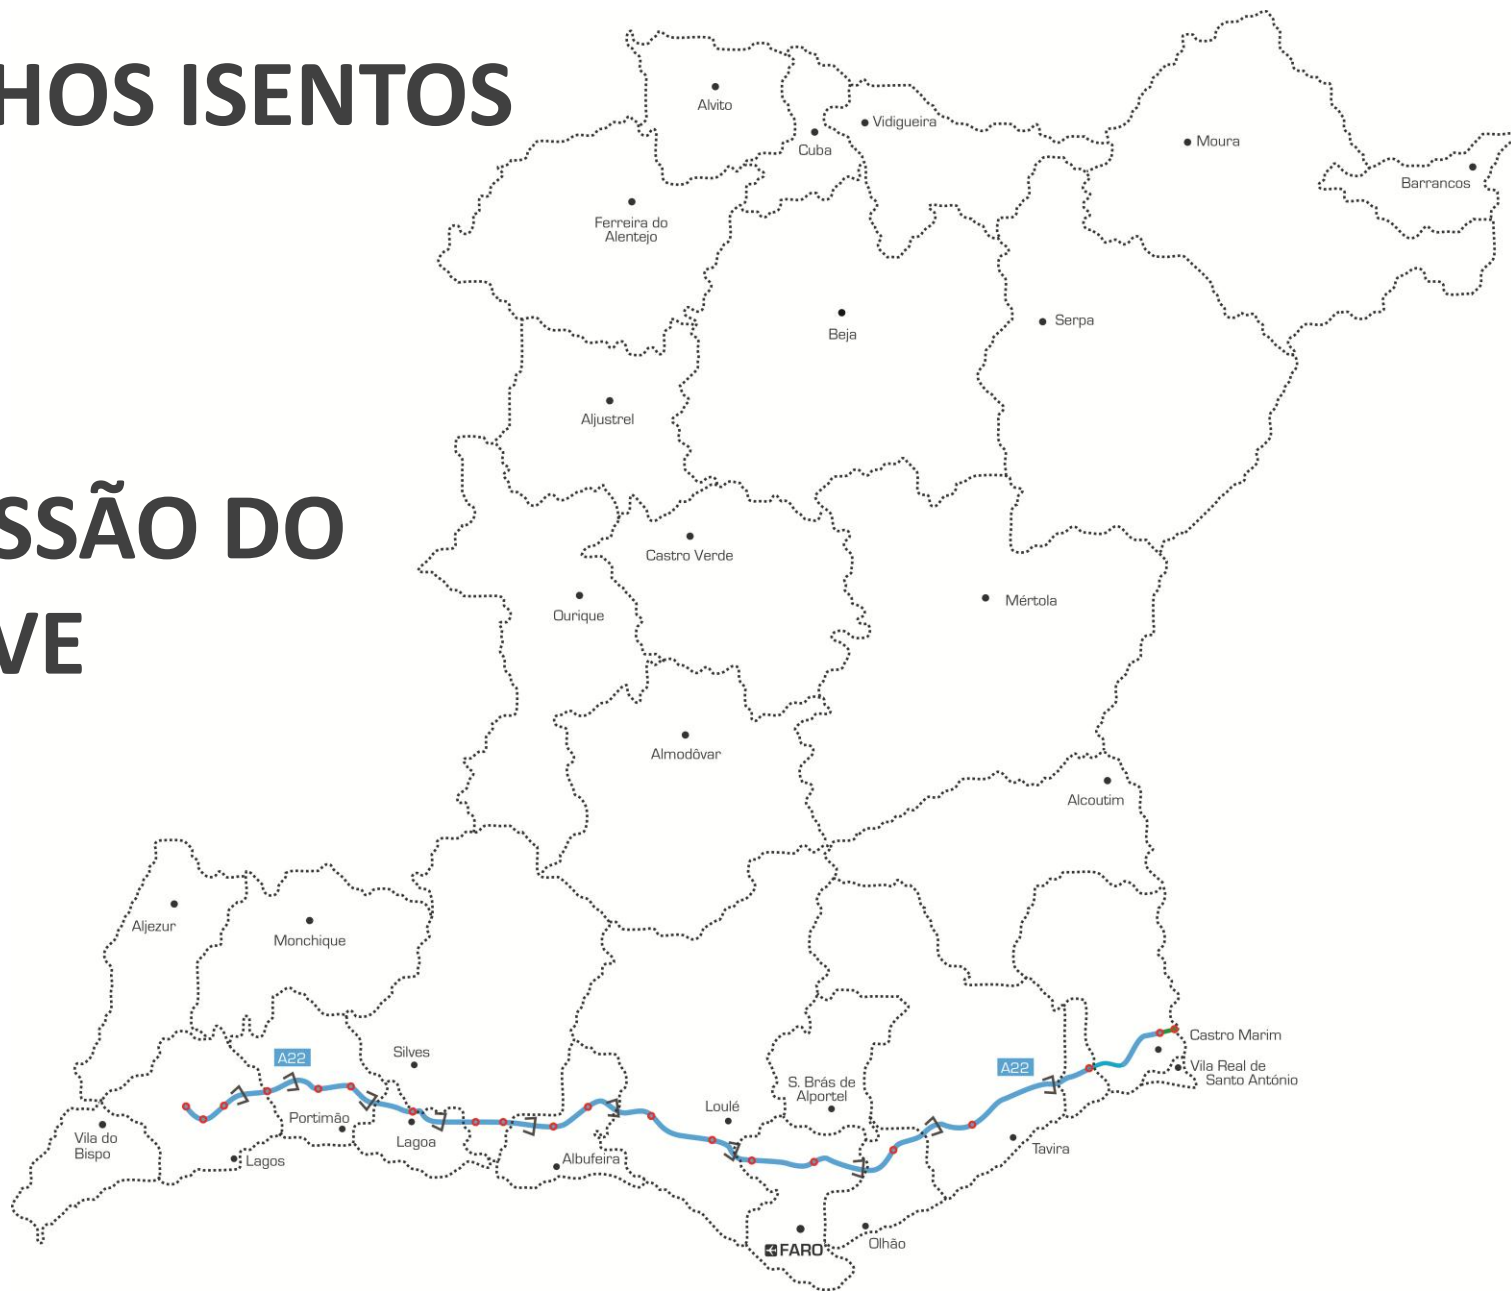 HOS ISENTOS
SSÃO DO
VE
Alvito
Cuba
Vidigueira
Moura
Barrancos
Ferreira do
Alentejo
Beja
Serpa
Aljustrel
Castro Verde
Ourique
Mértola
Almodôvar
Alcoutim
Aljezur
Monchique
Silves
A22
A22
Castro Marim
Vila Real de
Santo António
S. Brás de
Alportel
Loulé
Portimão
Lagoa
Vila do
Bispo
Lagos
Albufeira
Tavira
Olhão
FARO